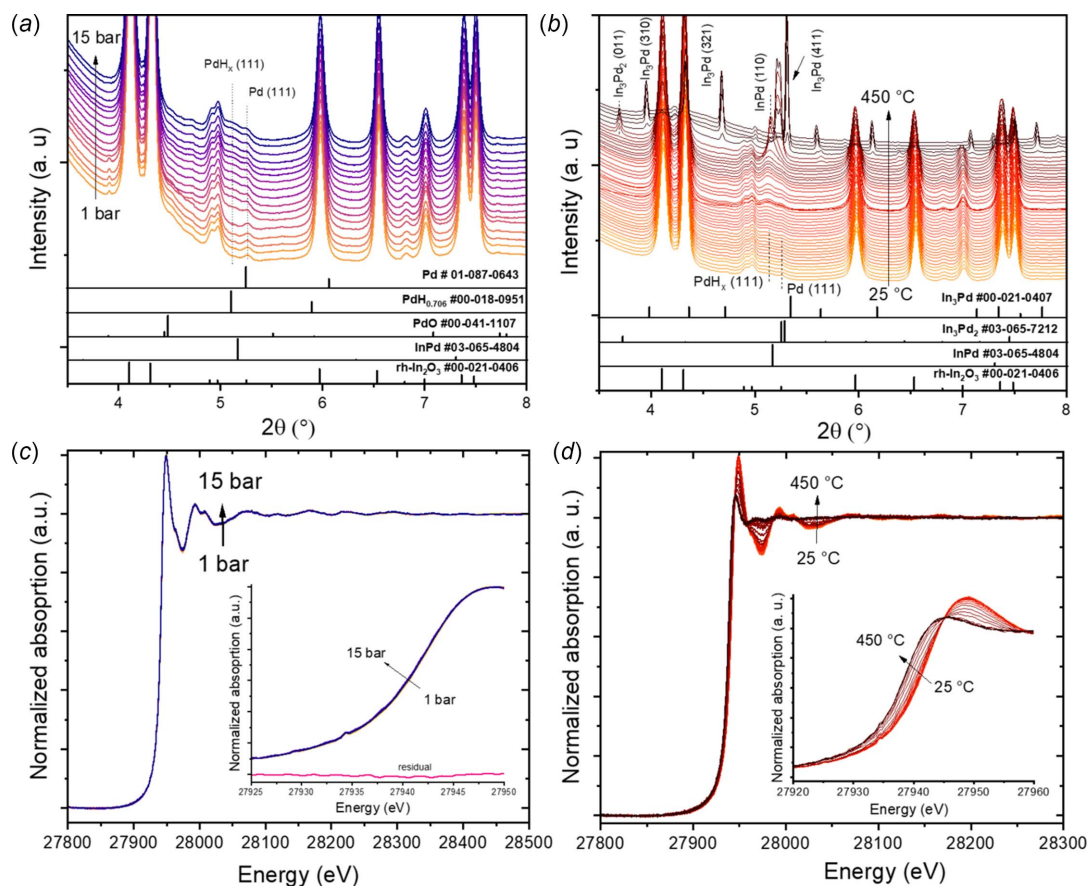 (a)
15 bar
1 bar
PdHₓ (111)
Pd (111)
Intensity (a. u)
Pd # 01-087-0643
PdH₀.₇₀₆ #00-018-0951
PdO #00-041-1107
InPd #03-065-4804
rh-In₂O₃ #00-021-0406
4 5 6 7 8
2θ (°)
(b)
In₃Pd₂ (011)
In₃Pd (310)
In₃Pd (321)
InPd (110)
In₃Pd (411)
450 °C
25 °C
PdHₓ (111)
Pd (111)
Intensity (a. u)
In₃Pd #00-021-0407
In₃Pd₂ #03-065-7212
InPd #03-065-4804
rh-In₂O₃ #00-021-0406
4 5 6 7 8
2θ (°)
(c)
15 bar
1 bar
Normalized absoprtion (a.u.)
Normalized absorption (a.u.)
15 bar
1 bar
residual
27925 27930 27935 27940 27945 27950
Energy (eV)
27800 27900 28000 28100 28200 28300 28400 28500
Energy (eV)
(d)
450 °C
25 °C
Normalized absorption (a.u.)
Normalized absorption (a. u.)
450 °C
25 °C
27920 27930 27940 27950 27960
Energy (eV)
27800 27900 28000 28100 28200 28300
Energy (eV)